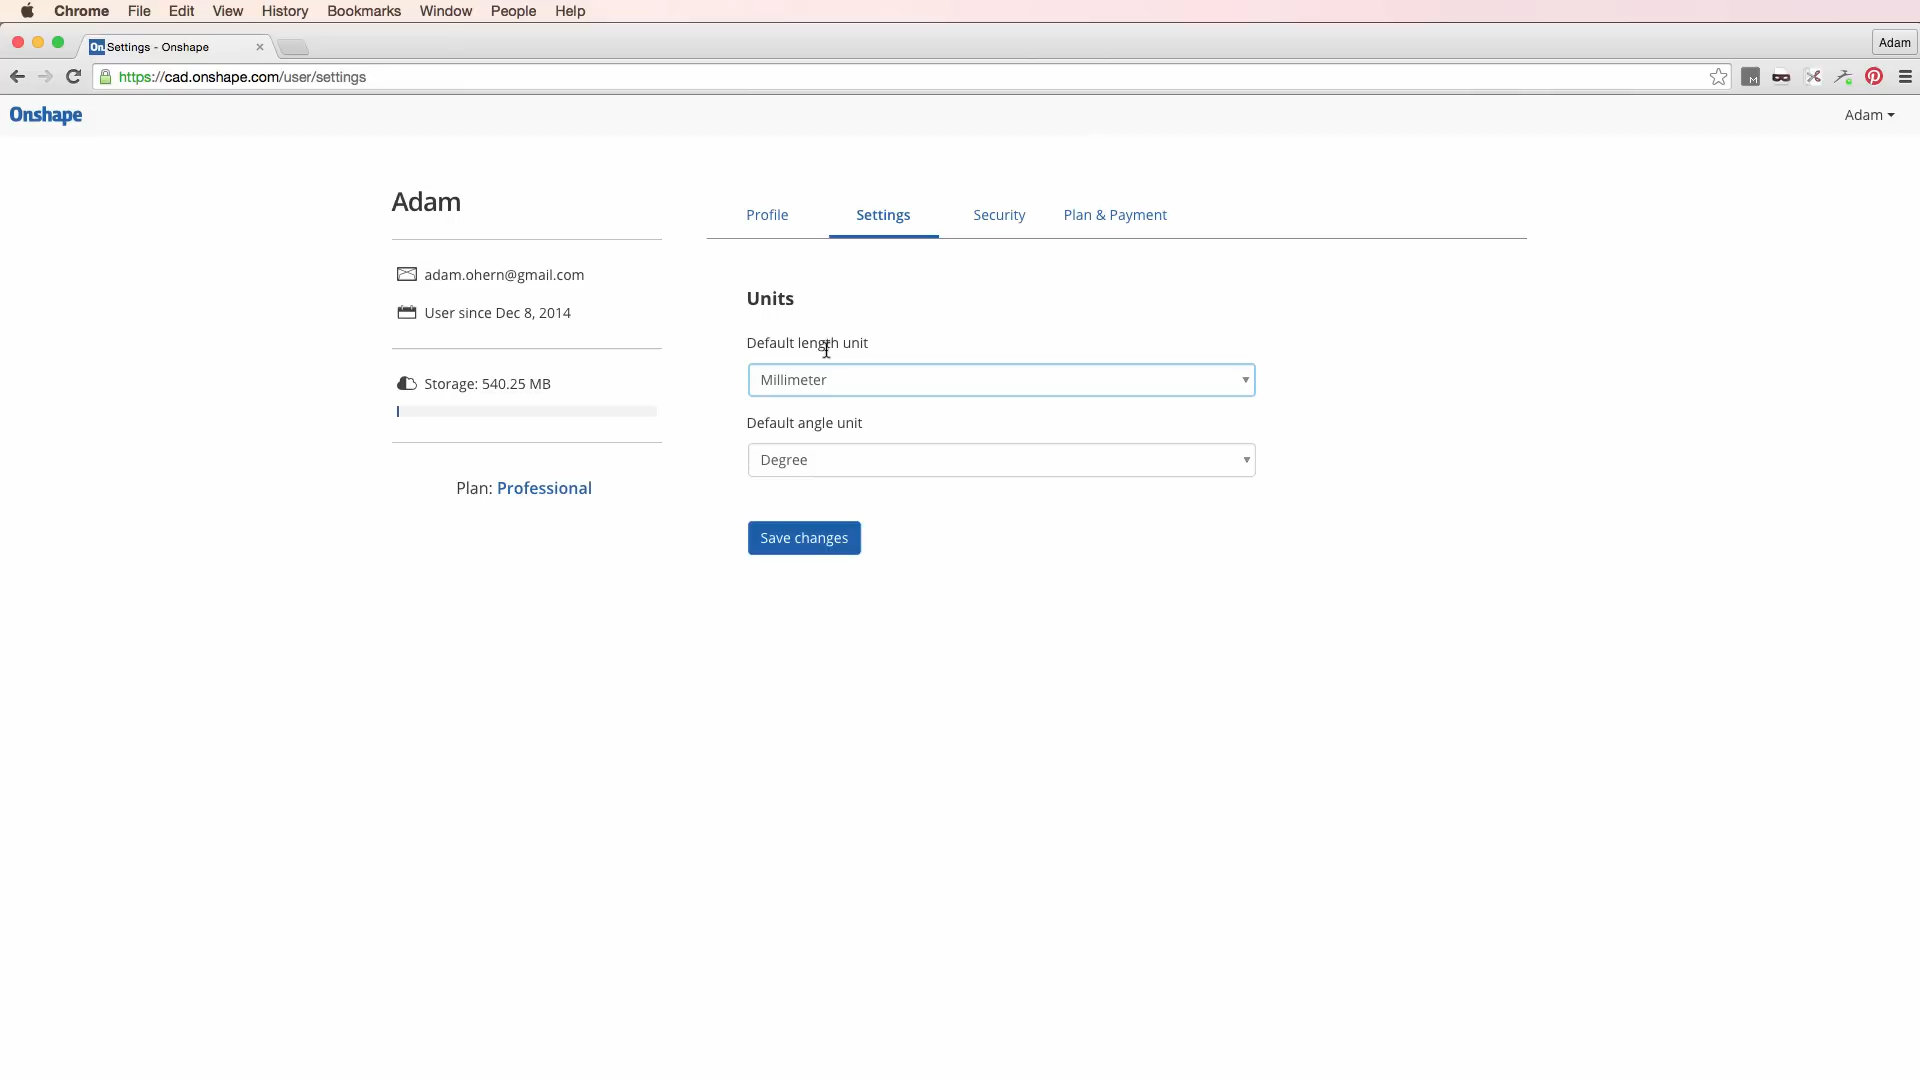 Chrome File Edit View History Bookmarks Window People Help
On Settings - Onshape
Adam
https://cad.onshape.com/user/settings
M
Onshape
Adam
Adam
Profile Settings Security Plan & Payment
adam.ohern@gmail.com
User since Dec 8, 2014
Storage: 540.25 MB
Plan: Professional
Units
Default length unit
Millimeter
Default angle unit
Degree
Save changes